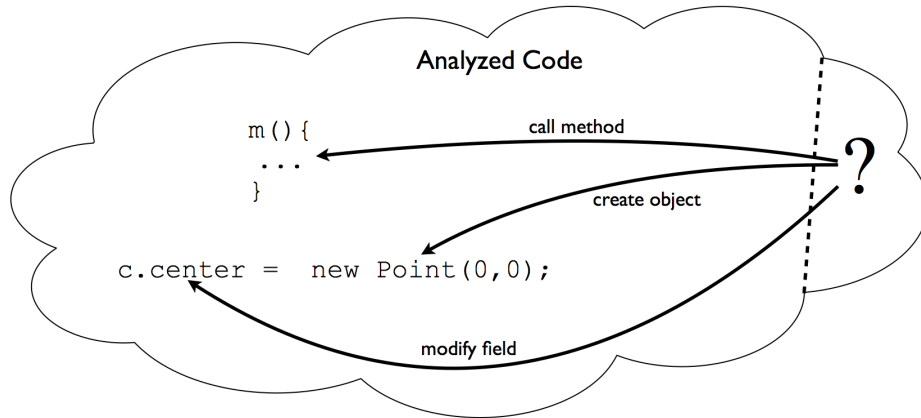 Analyzed Code
m(){
call method
...
?
}
create object
c.center =  new Point(0,0);
modify field